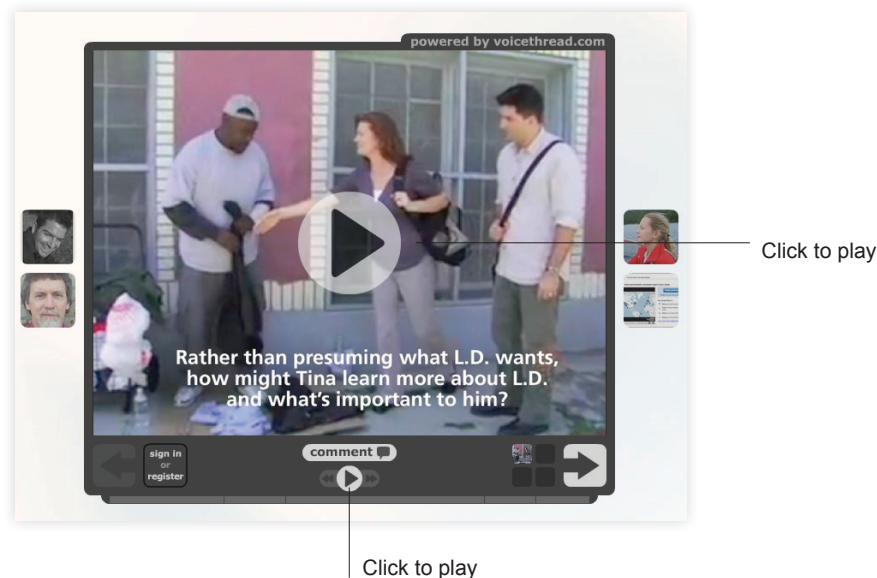 powered by voicethread.com
Click to play
Rather than presuming what L.D. wants,
how might Tina learn more about L.D.
and what's important to him?
sign in
or
register
comment
Click to play